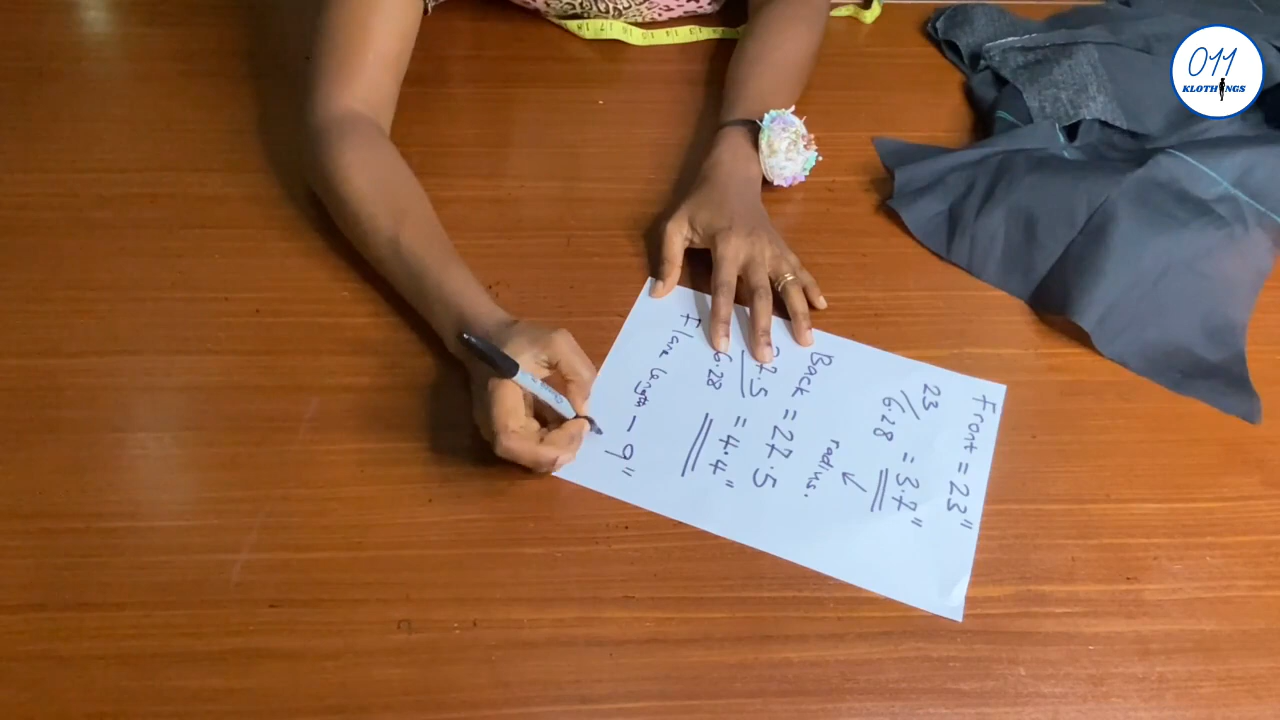 Front = 23"
23/6.28 = 3.7"
radius.
Back = 27.5
27.5/6.28 = 4.4"
Flare length - 9"
011
KLOTHINGS